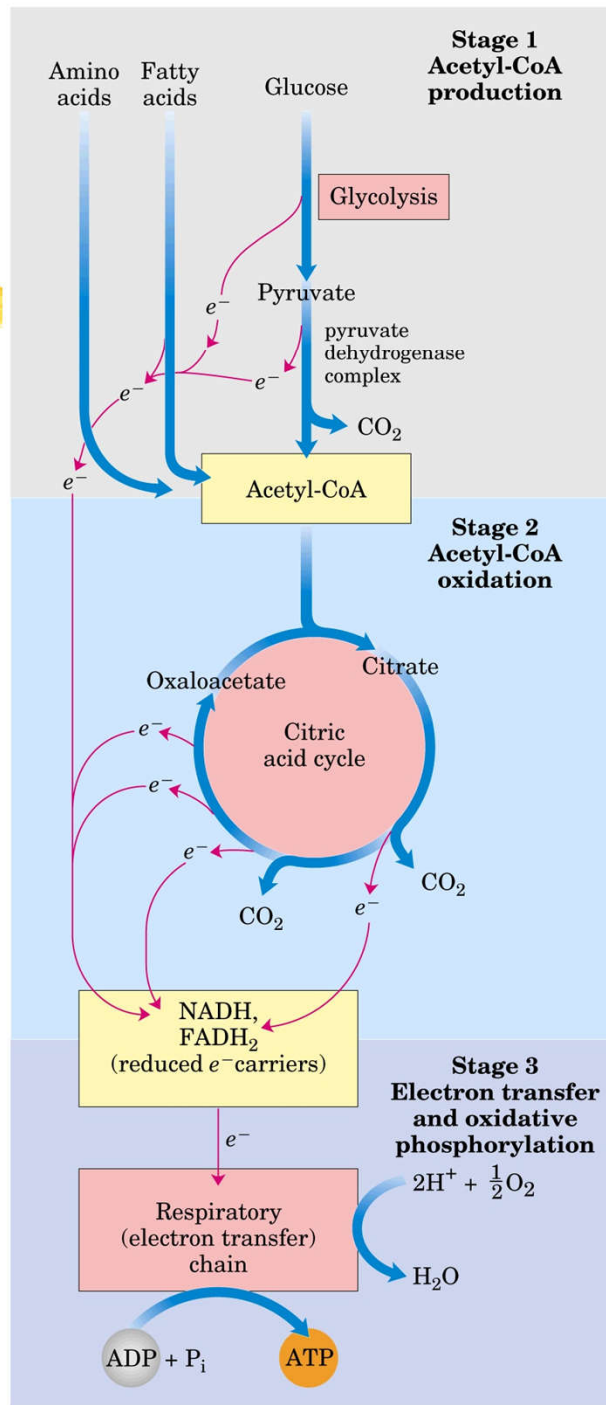 Stage 1
Acetyl-CoA
production
Amino
acids
Fatty
acids
Glucose
Glycolysis
e⁻
Pyruvate
pyruvate
dehydrogenase
complex
e⁻
e⁻
CO₂
e⁻
Acetyl-CoA
Stage 2
Acetyl-CoA
oxidation
Oxaloacetate
Citrate
Citric
acid cycle
e⁻
e⁻
e⁻
CO₂
e⁻
CO₂
NADH,
FADH₂
(reduced e⁻carriers)
Stage 3
Electron transfer
and oxidative
phosphorylation
e⁻
2H⁺ + ½O₂
Respiratory
(electron transfer)
chain
H₂O
ADP + Pᵢ
ATP